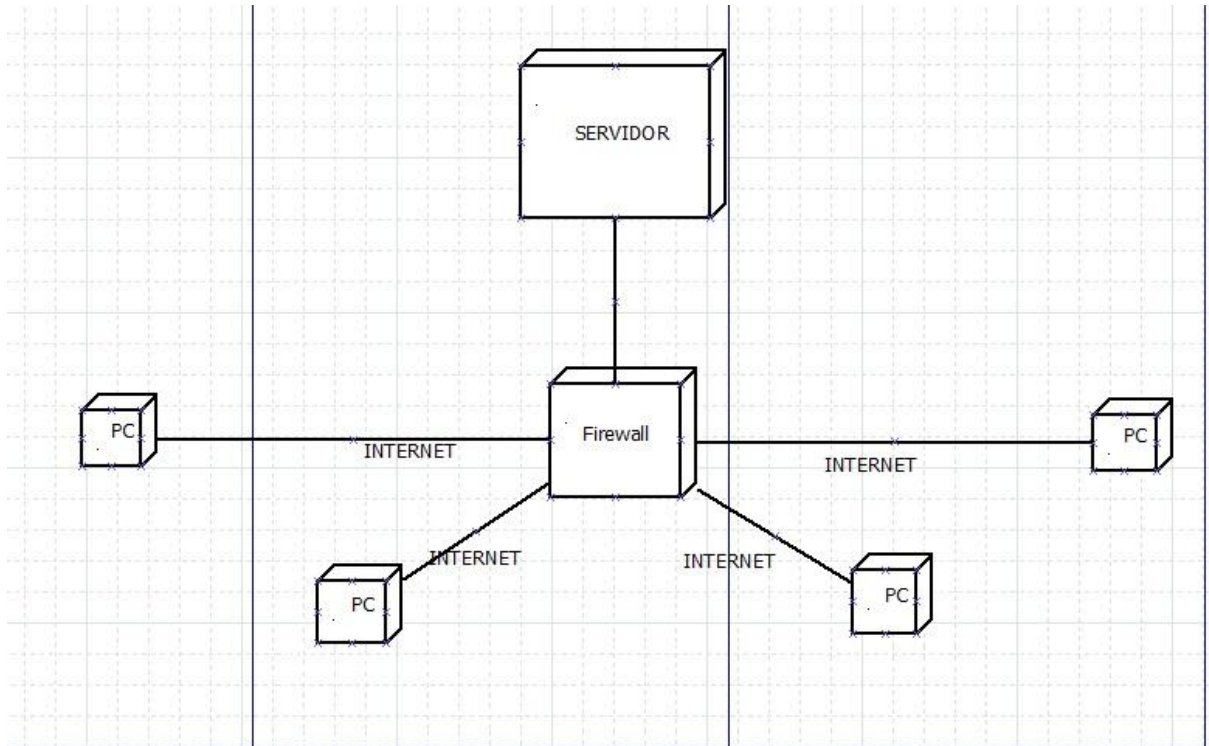 SERVIDOR
Firewall
PC
INTERNET
INTERNET
PC
INTERNET
INTERNET
PC
PC